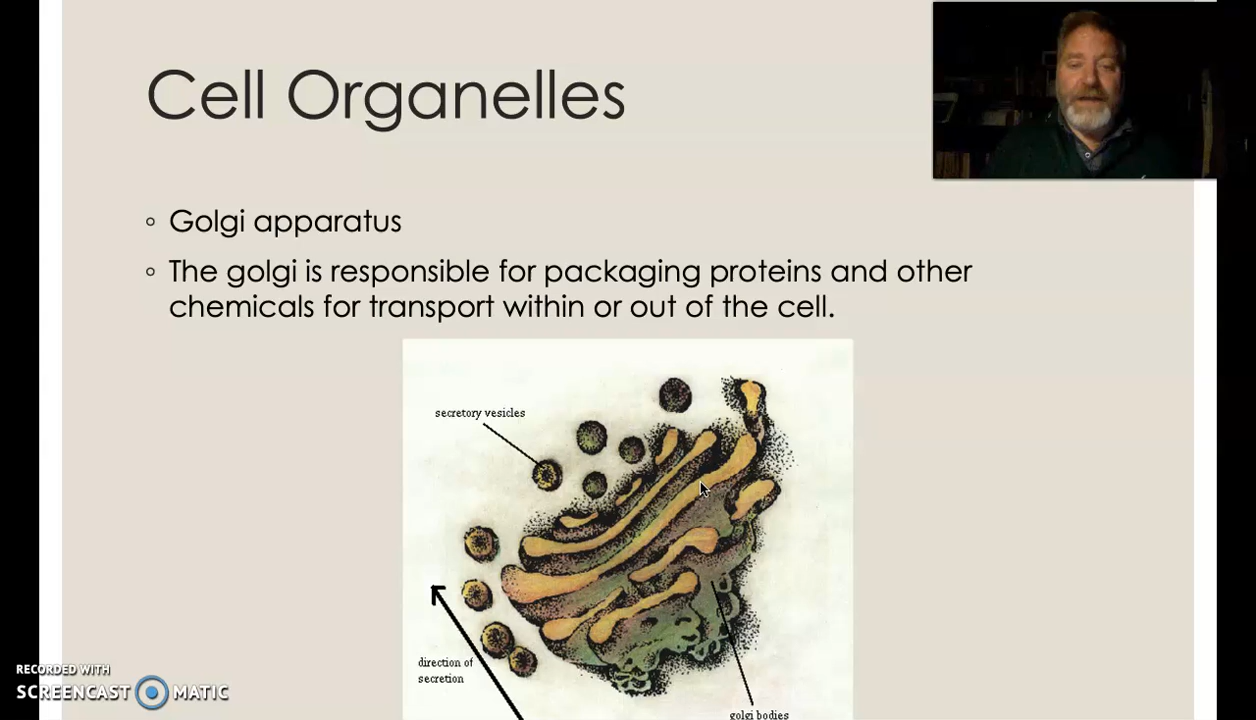 Cell Organelles
Golgi apparatus
The golgi is responsible for packaging proteins and other
chemicals for transport within or out of the cell.
secretory vesicles
direction of
secretion
golgi bodies
RECORDED WITH
SCREENCAST MATIC